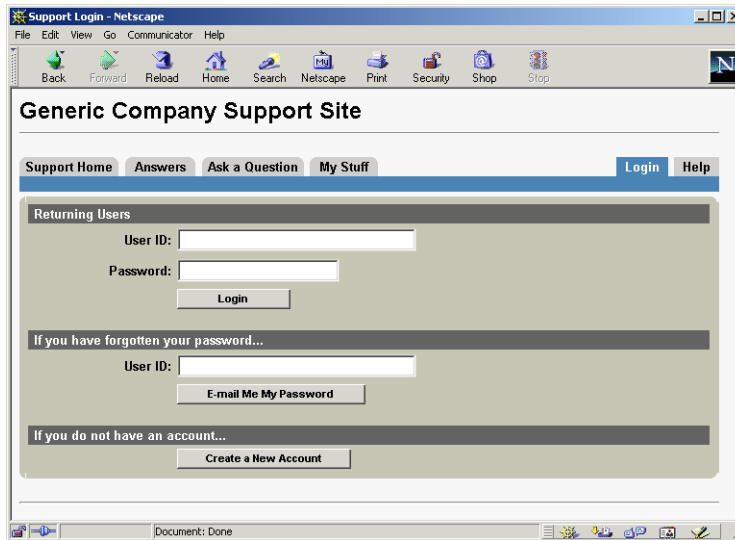 Support Login - Netscape
File Edit View Go Communicator Help
Back Forward Reload Home Search Netscape Print Security Shop Stop
My
N
Generic Company Support Site
Support Home Answers Ask a Question My Stuff Login Help
Returning Users
User ID:
Password:
Login
If you have forgotten your password...
User ID:
E-mail Me My Password
If you do not have an account...
Create a New Account
Document: Done